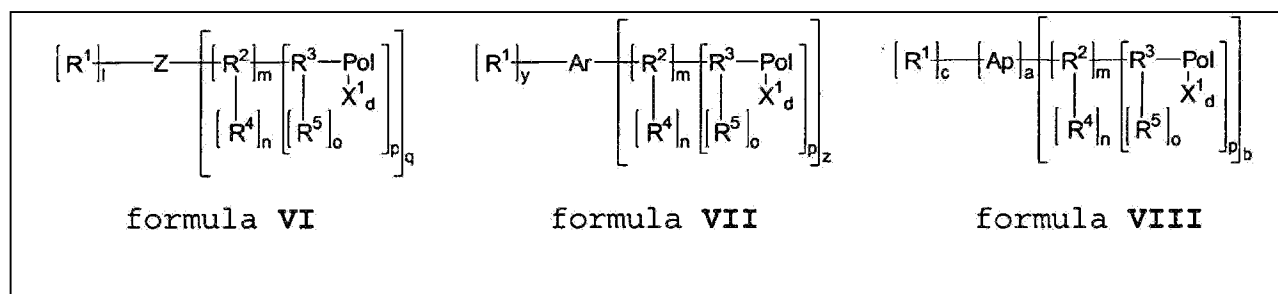 [R¹]l Z [R²]m R³ Pol [R¹]y Ar [R²]m R³ Pol [R¹]c [Ap]a [R²]m R³ Pol
X¹d X¹d X¹d
[R⁴]n [R⁵]o p q [R⁴]n [R⁵]o p z [R⁴]n [R⁵]o p b
formula VI formula VII formula VIII